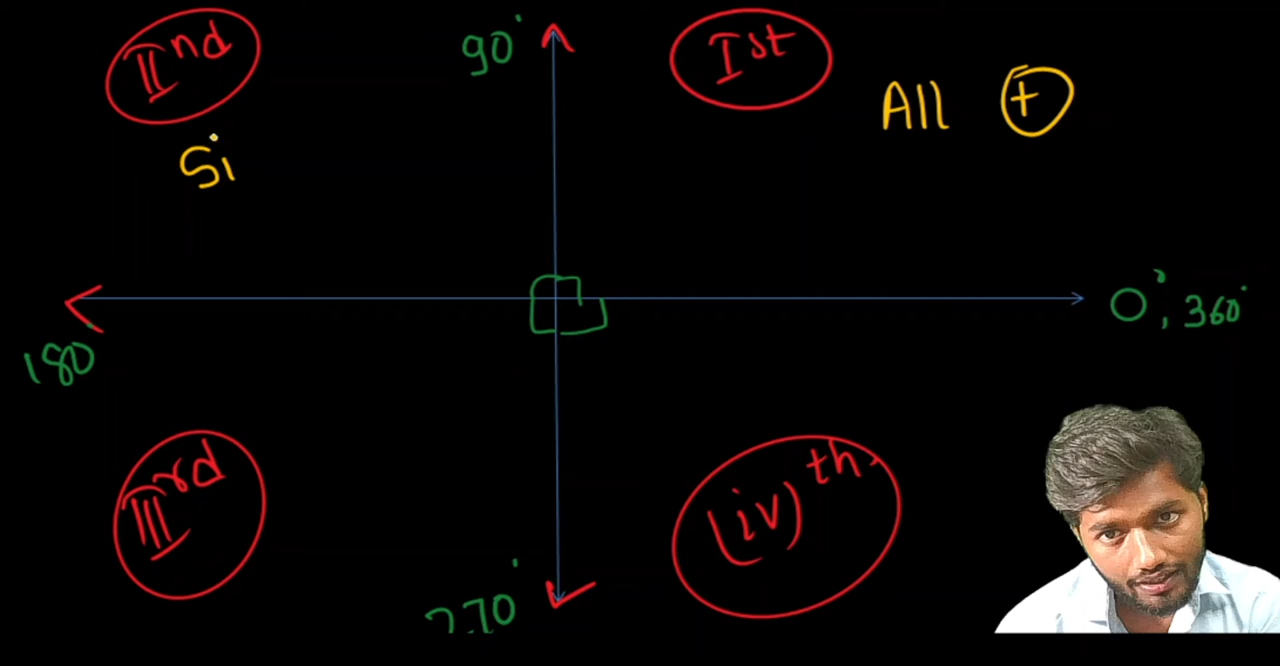 IInd
90°
Ist
All +
Si
180°
0°, 360°
IIIrd
(iv)th
270°